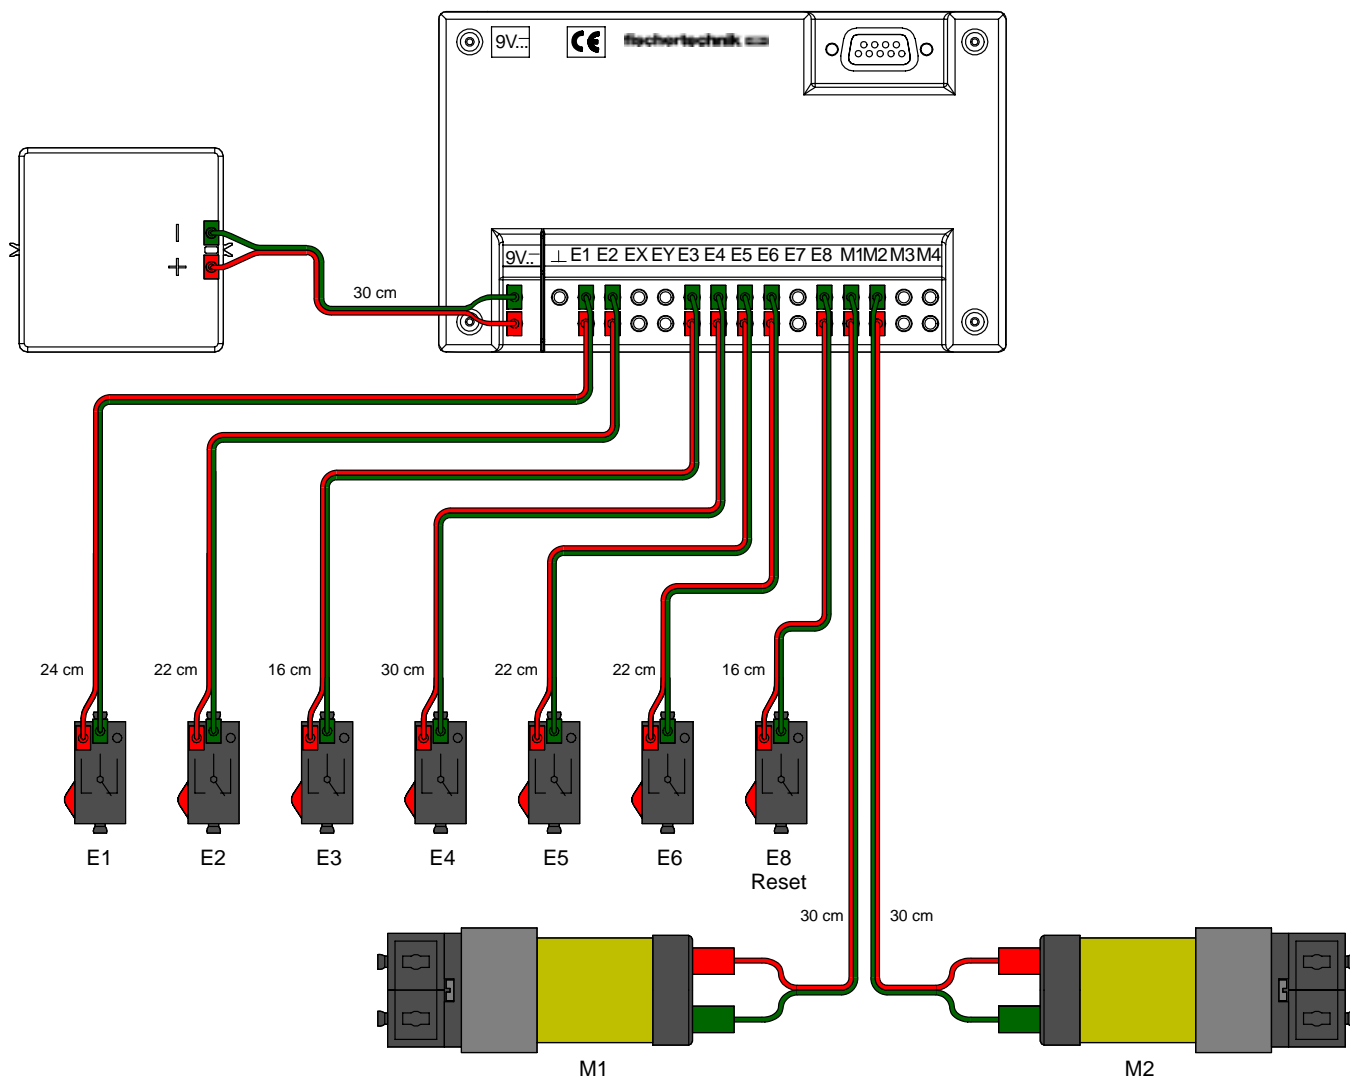 9V
CE
fischertechnik
9V
⊥ E1 E2 EX EY E3 E4 E5 E6 E7 E8 M1 M2 M3 M4
−
+
30 cm
24 cm
22 cm
16 cm
30 cm
22 cm
22 cm
16 cm
E1
E2
E3
E4
E5
E6
E8
Reset
30 cm
30 cm
M1
M2